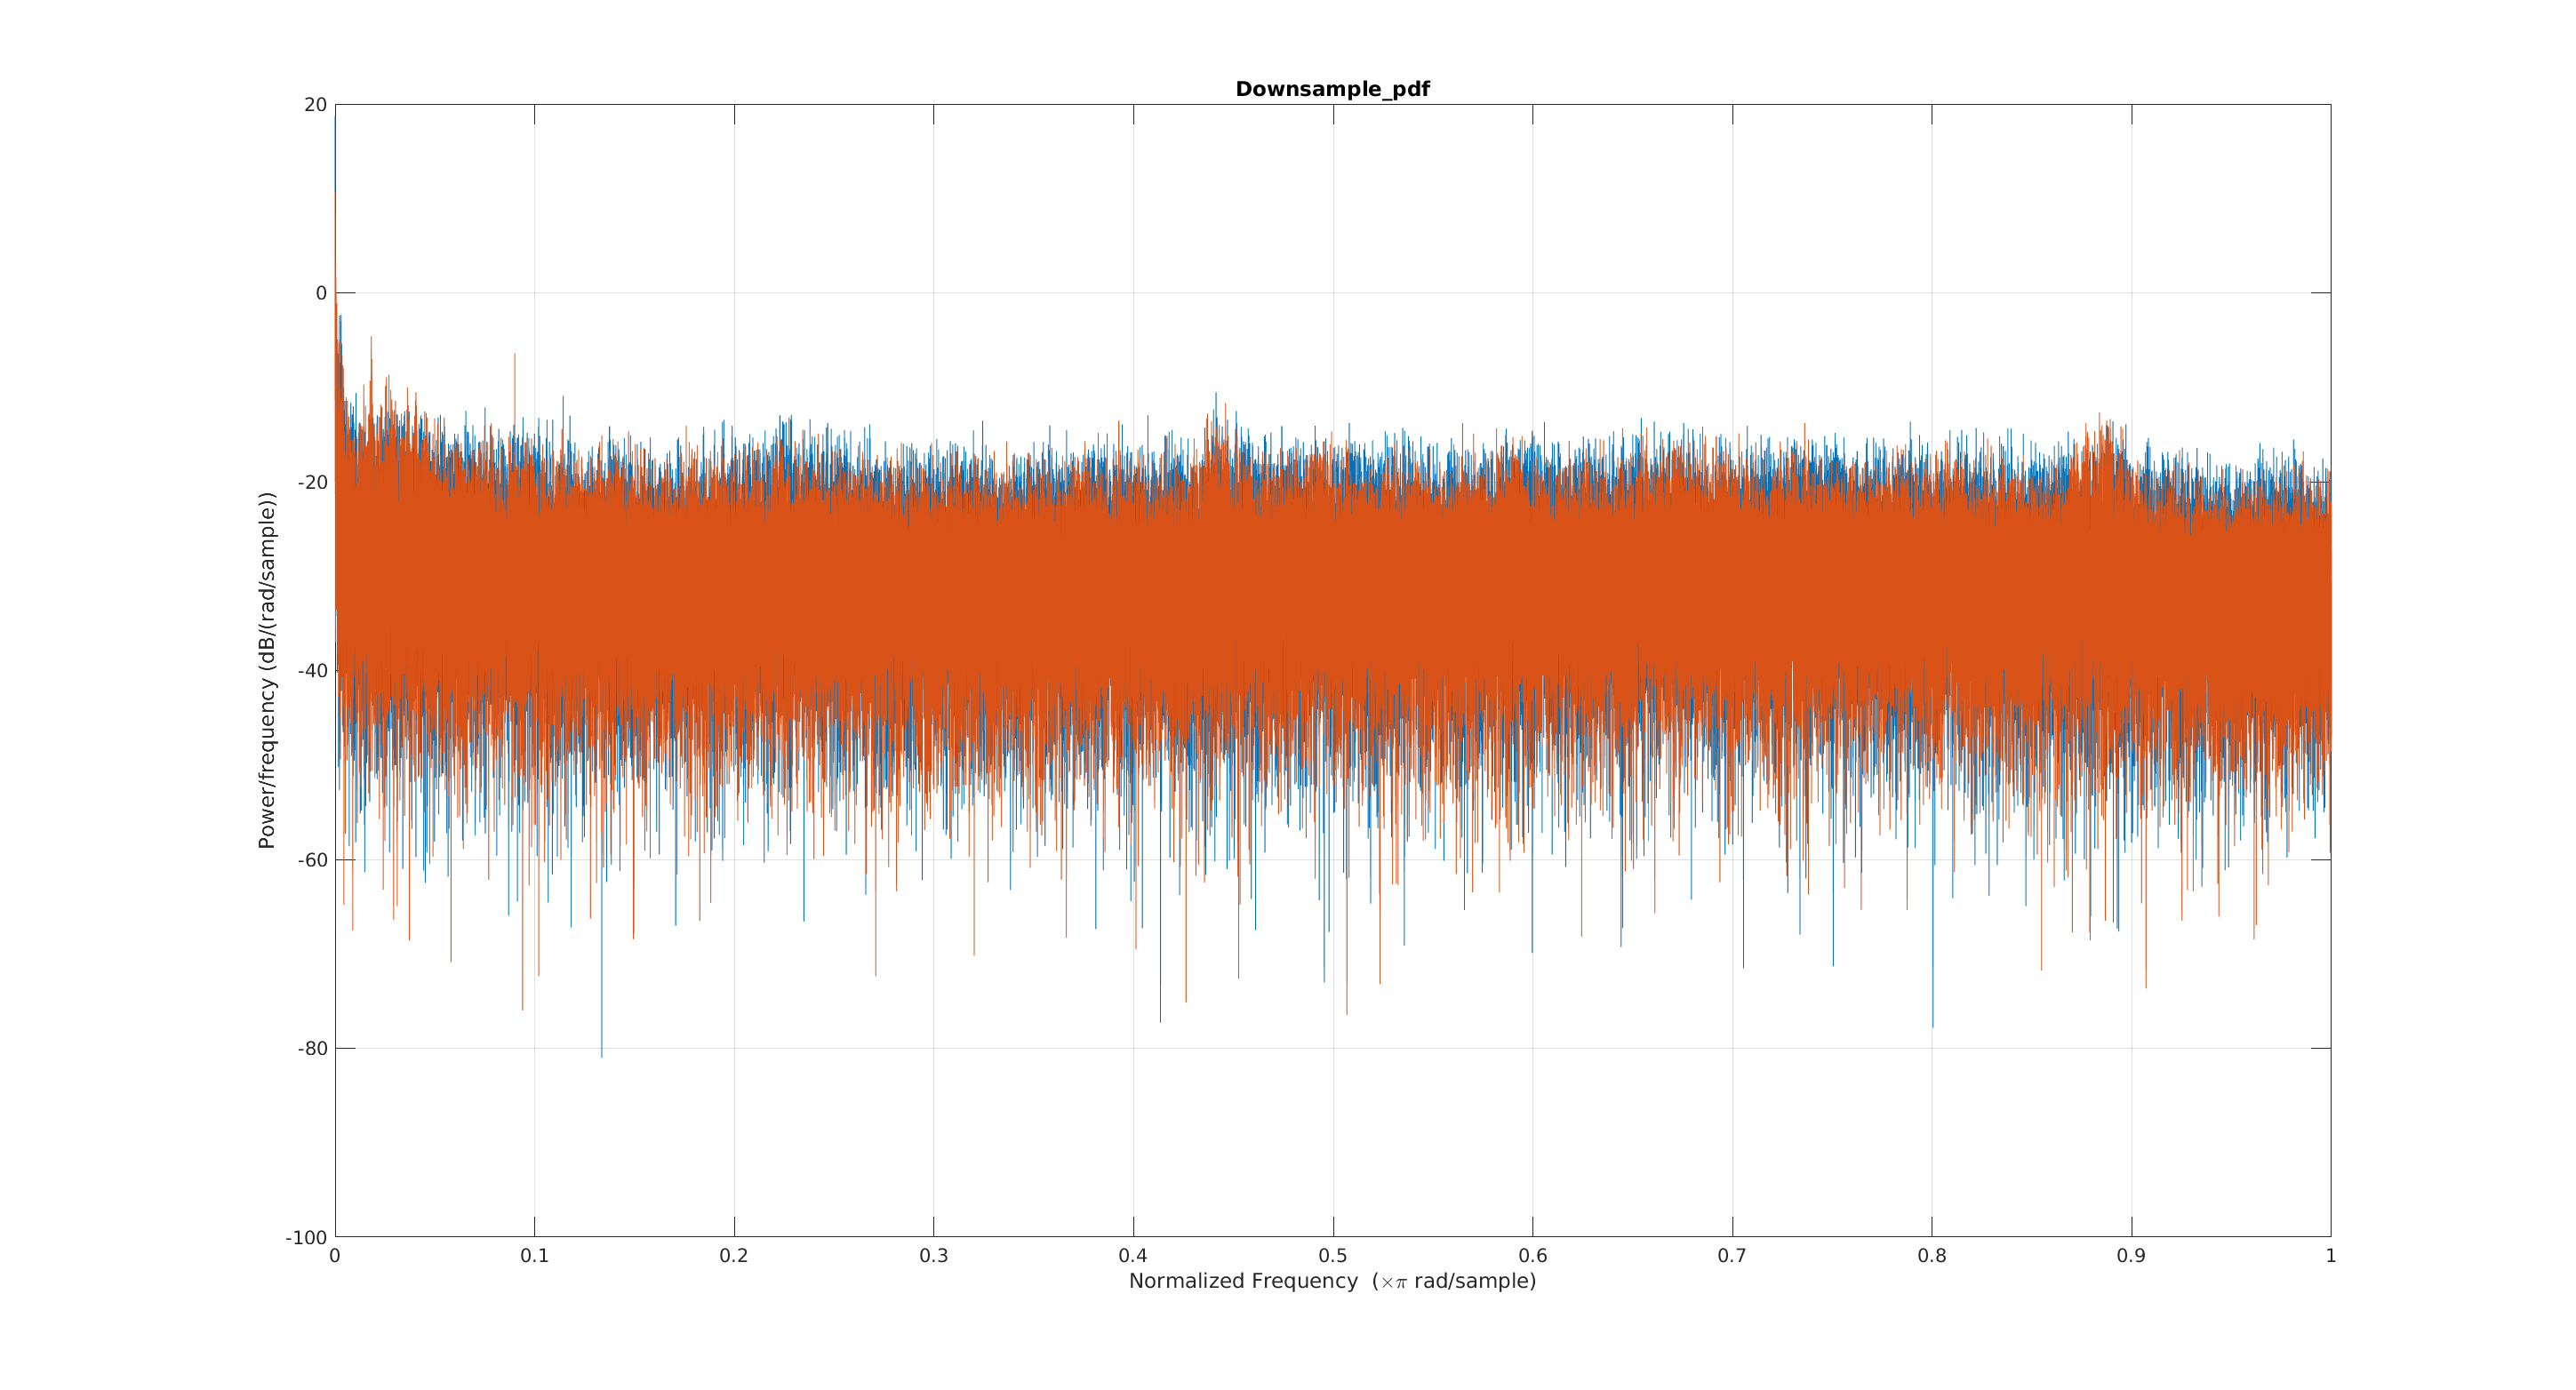 Downsample_pdf
20
0
-20
-40
-60
-80
-100
Power/frequency (dB/(rad/sample))
0 0.1 0.2 0.3 0.4 0.5 0.6 0.7 0.8 0.9 1
Normalized Frequency (×π rad/sample)